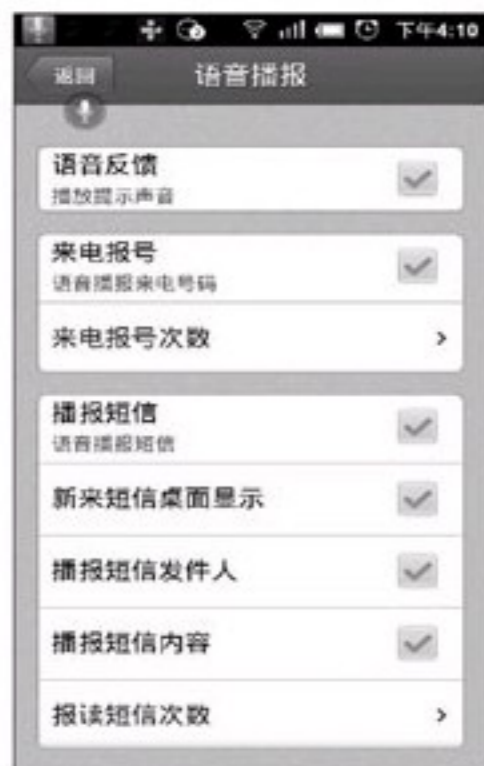 下午4:10
返回
语音播报
语音反馈
播放提示声音
来电报号
语音播报来电号码
来电报号次数
播报短信
语音播报短信
新来短信桌面显示
播报短信发件人
播报短信内容
报读短信次数